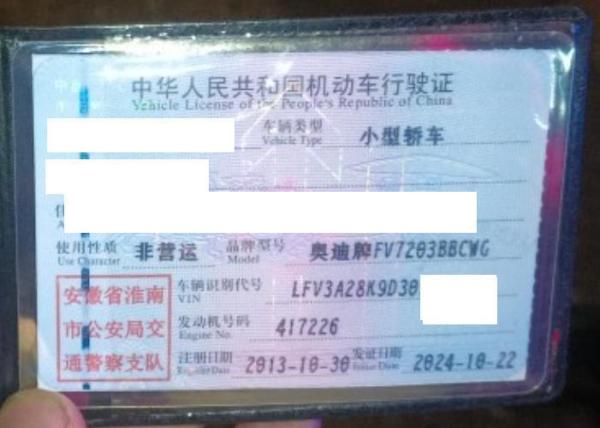 中华人民共和国机动车行驶证
Vehicle License of the People's Republic of China
车辆类型 小型轿车
Vehicle Type
使用性质 非营运 品牌型号 奥迪牌FV7203BBCWG
Use Character Model
安徽省淮南 车辆识别代号 LFV3A28K9D30
VIN
市公安局交 发动机号码 417226
Engine No.
通警察支队 注册日期 2013-10-30 发证日期 2024-10-22
Register Date Issue Date